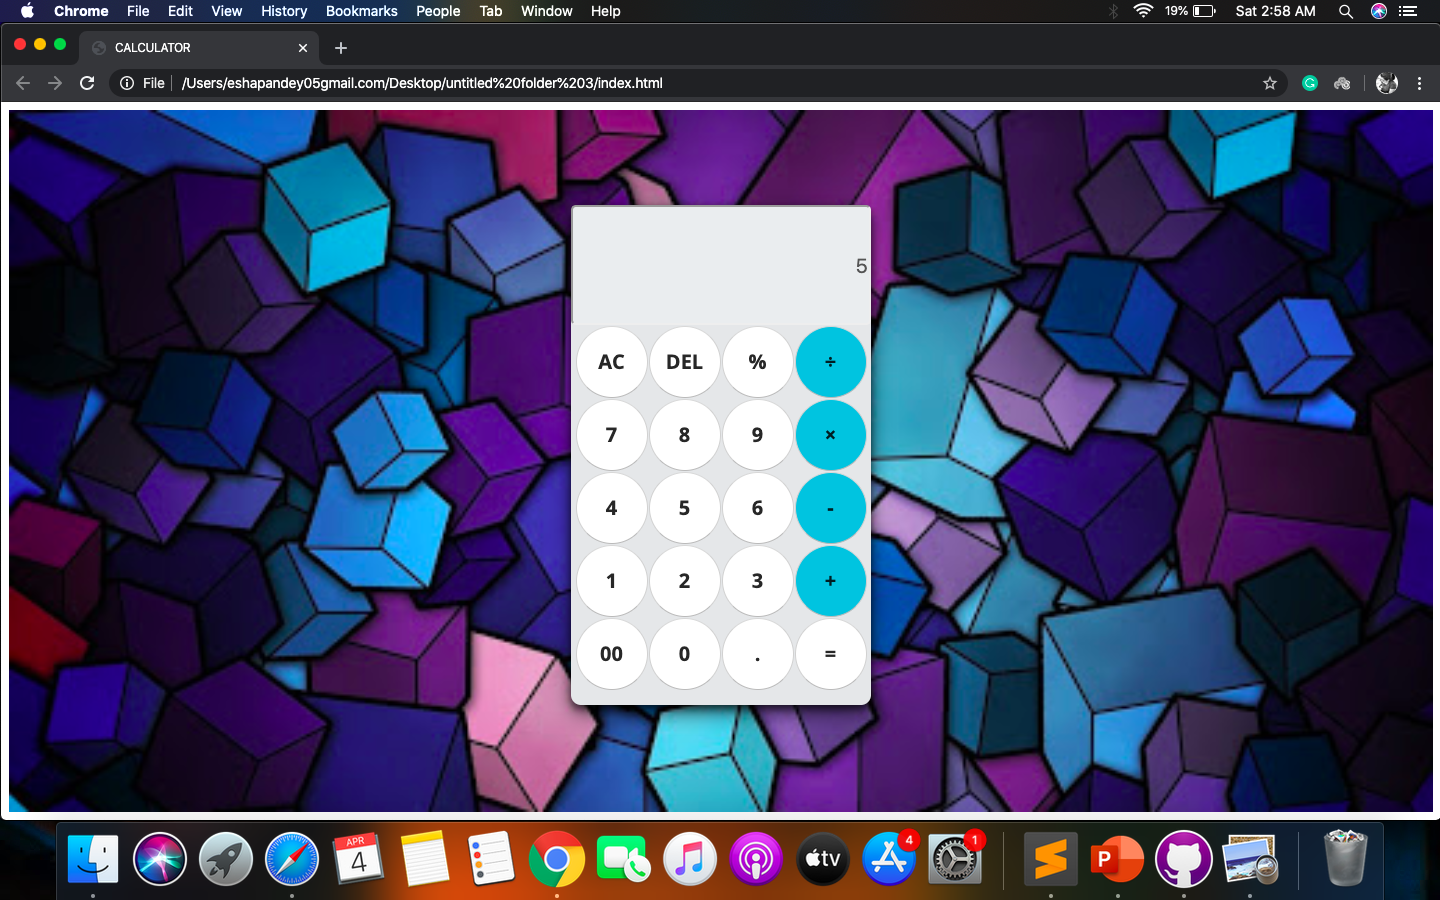 Chrome File Edit View History Bookmarks People Tab Window Help 19% Sat 2:58 AM
CALCULATOR
File /Users/eshapandey05gmail.com/Desktop/untitled%20folder%203/index.html
5
AC DEL % ÷
7 8 9 ×
4 5 6 -
1 2 3 +
00 0 . =
APR
4
tv
4
1
P